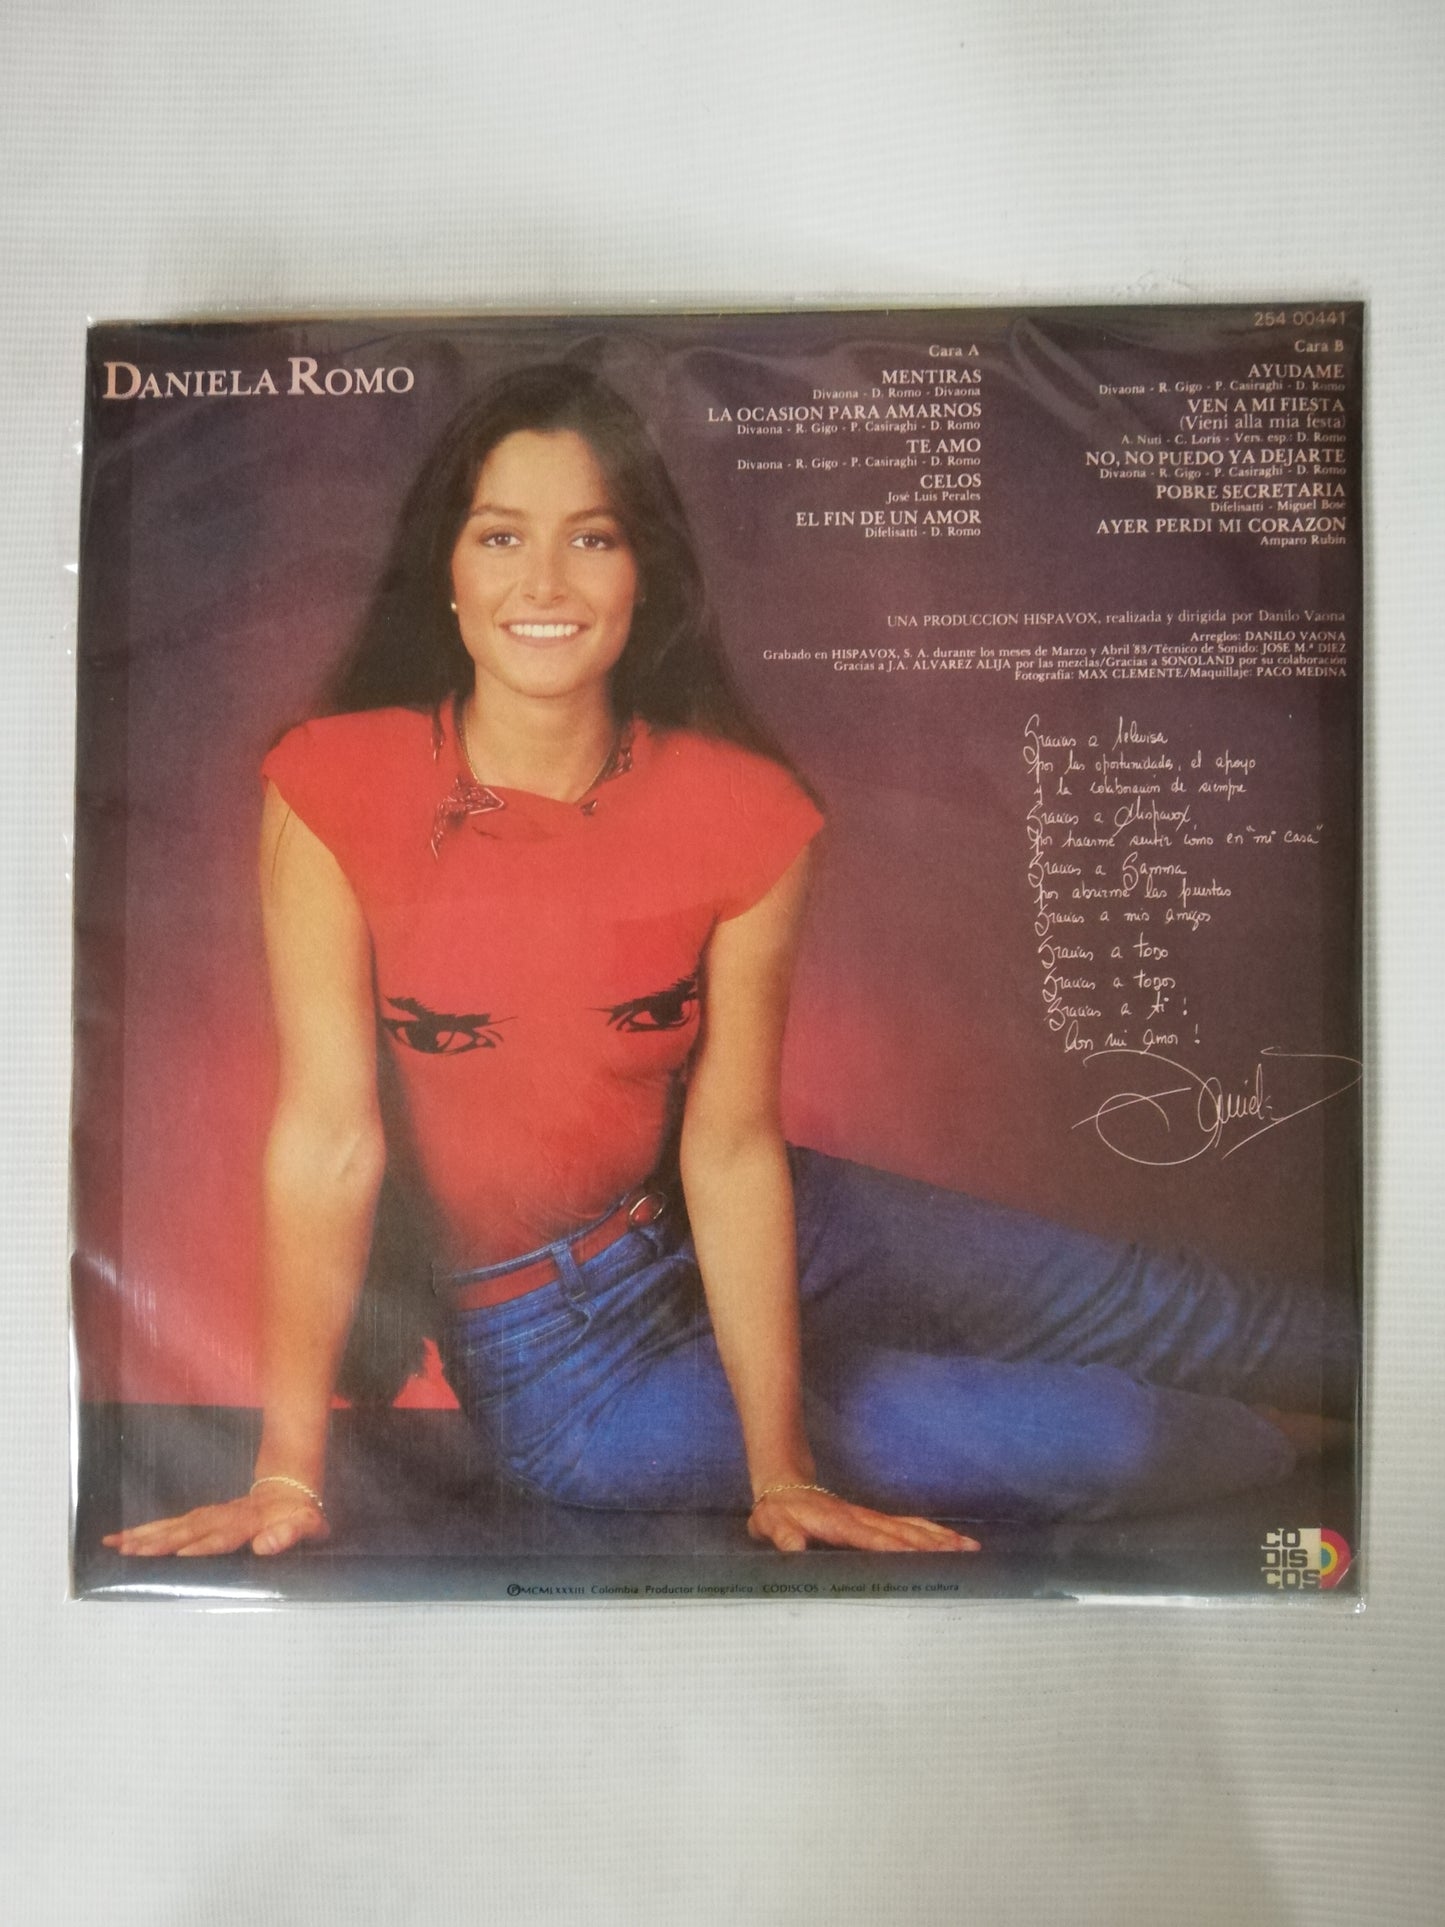 DANIELA ROMO
254 00441
Cara A
MENTIRAS
Divaona - D. Romo - Divaona
LA OCASION PARA AMARNOS
Divaona - R. Gigo - P. Casiraghi - D. Romo
TE AMO
Divaona - R. Gigo - P. Casiraghi - D. Romo
CELOS
José Luis Perales
EL FIN DE UN AMOR
Difelisatti - D. Romo
Cara B
AYUDAME
Divaona - R. Gigo - P. Casiraghi - D. Romo
VEN A MI FIESTA
(Vieni alla mia festa)
A. Nuti - C. Loris - Vers. esp.: D. Romo
NO, NO PUEDO YA DEJARTE
Divaona - R. Gigo - P. Casiraghi - D. Romo
POBRE SECRETARIA
Difelisatti - Miguel Bosé
AYER PERDI MI CORAZON
Amparo Rubin
UNA PRODUCCION HISPAVOX, realizada y dirigida por Danilo Vaona
Arreglos: DANILO VAONA
Grabado en HISPAVOX, S. A. durante los meses de Marzo y Abril '83/Técnico de Sonido: JOSE M.ª DIEZ
Gracias a J.A. ALVAREZ ALIJA por las mezclas/Gracias a SONOLAND por su colaboración
Fotografía: MAX CLEMENTE/Maquillaje: PACO MEDINA
Gracias a Televisa
por las oportunidades, el apoyo
y la colaboración de siempre
Gracias a Hispavox
por hacerme sentir como en "mi casa"
Gracias a Gamma
por abrirme las puertas
Gracias a mis amigos
Gracias a todo
Gracias a todos
Gracias a ti!
Con mi amor!
Daniela
CO
DIS
COS
Ⓟ MCMLXXXIII Colombia Productor fonográfico: CODISCOS - Asincol El disco es cultura